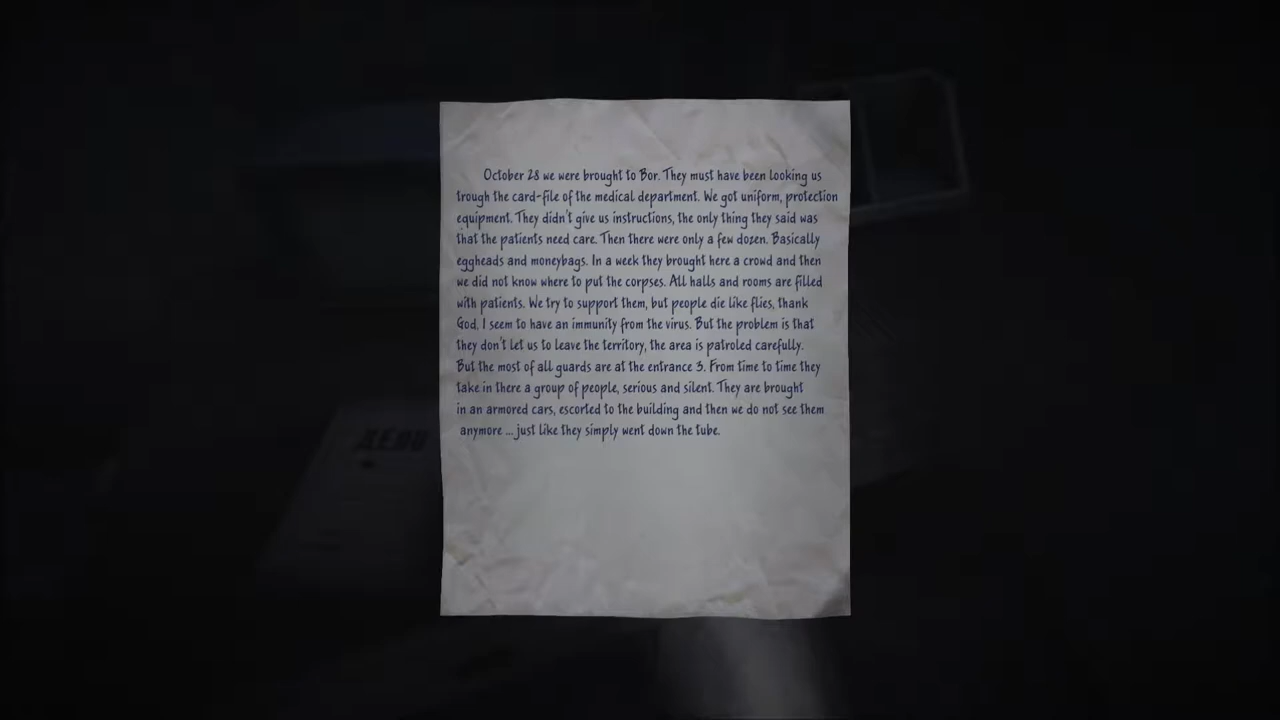 October 28 we were brought to Bor. They must have been looking us
trough the card-file of the medical department. We got uniform, protection
equipment. They didn't give us instructions, the only thing they said was
that the patients need care. Then there were only a few dozen. Basically
eggheads and moneybags. In a week they brought here a crowd and then
we did not know where to put the corpses. All halls and rooms are filled
with patients. We try to support them, but people die like flies, thank
God, I seem to have an immunity from the virus. But the problem is that
they don't let us to leave the territory, the area is patroled carefully.
But the most of all guards are at the entrance 3. From time to time they
take in there a group of people, serious and silent. They are brought
in an armored cars, escorted to the building and then we do not see them
anymore ... just like they simply went down the tube.